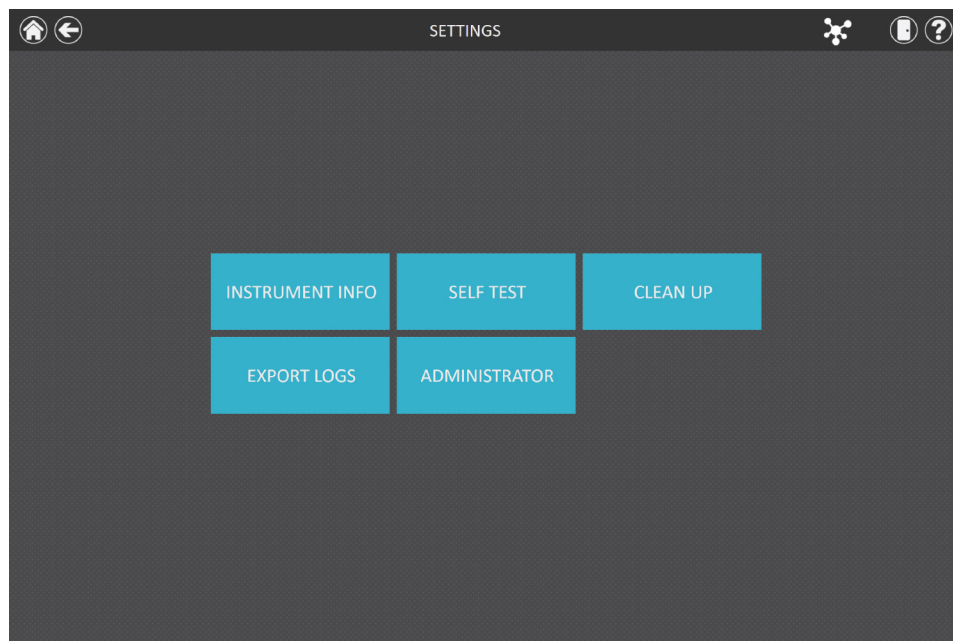 SETTINGS
INSTRUMENT INFO
SELF TEST
CLEAN UP
EXPORT LOGS
ADMINISTRATOR
?